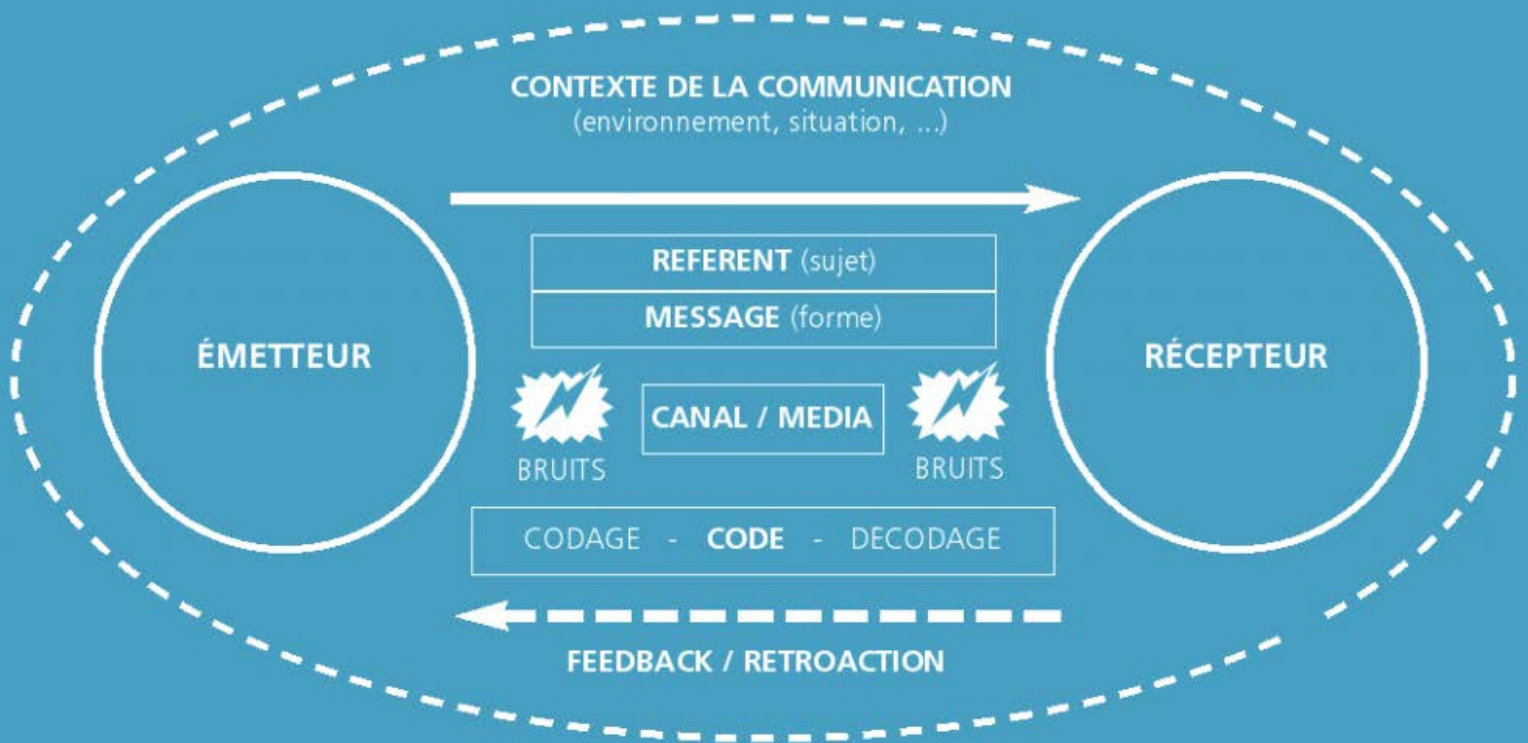 CONTEXTE DE LA COMMUNICATION
(environnement, situation, ...)
REFERENT (sujet)
MESSAGE (forme)
ÉMETTEUR
RÉCEPTEUR
CANAL / MEDIA
BRUITS
BRUITS
CODAGE - CODE - DÉCODAGE
FEEDBACK / RETROACTION